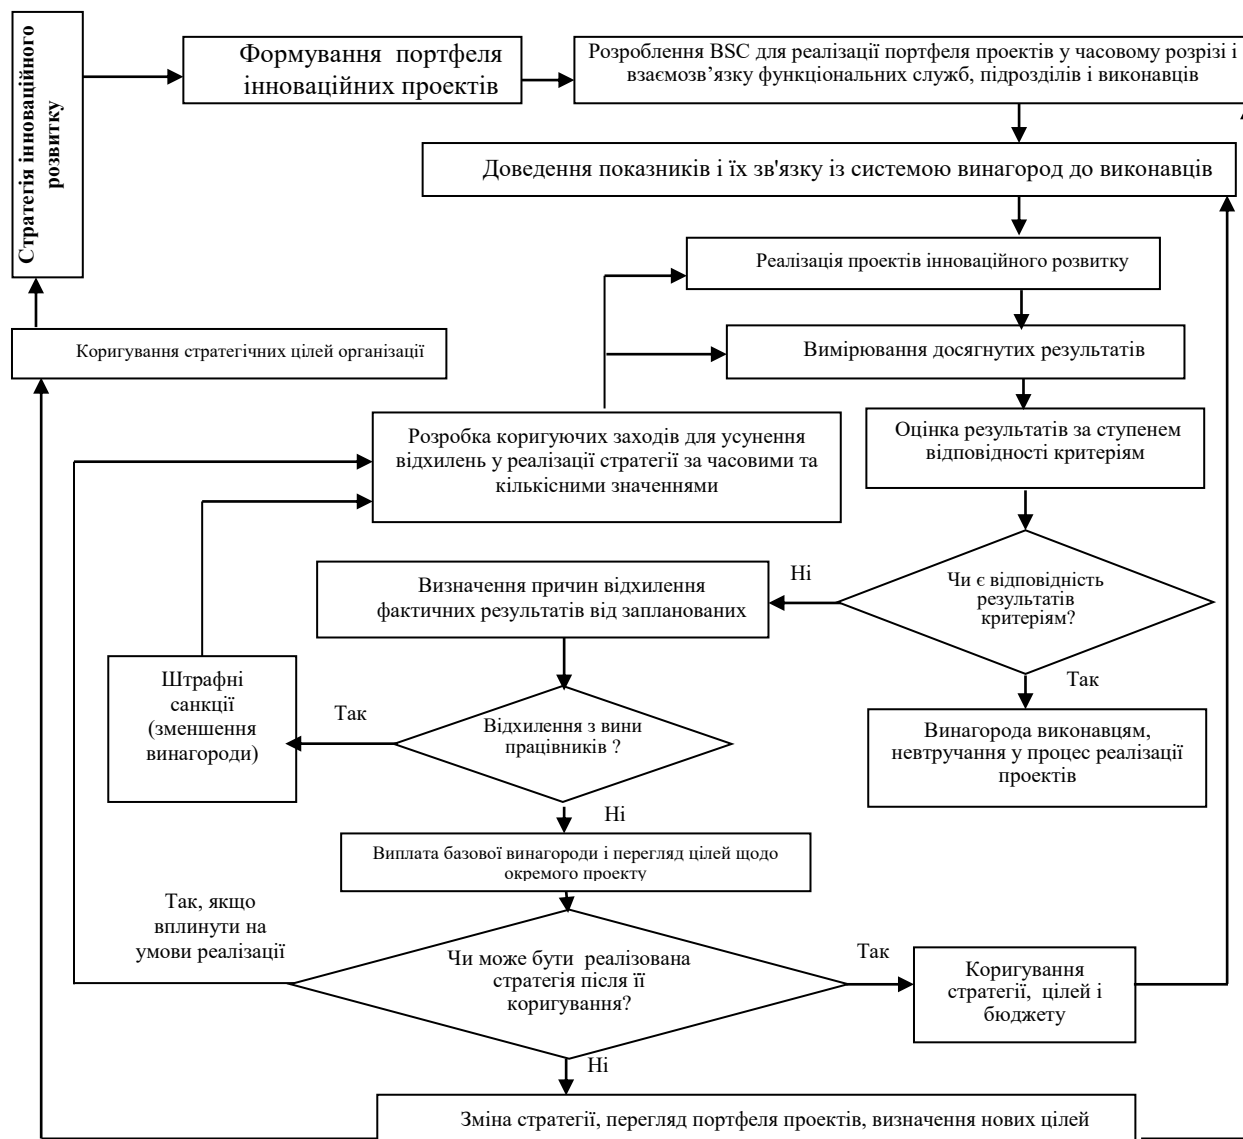 Стратегія інноваційного
розвитку
Формування портфеля
інноваційних проектів
Розроблення BSC для реалізації портфеля проектів у часовому розрізі і
взаємозв’язку функціональних служб, підрозділів і виконавців
Доведення показників і їх зв'язку із системою винагород до виконавців
Реалізація проектів інноваційного розвитку
Коригування стратегічних цілей організації
Вимірювання досягнутих результатів
Розробка коригуючих заходів для усунення
відхилень у реалізації стратегії за часовими та
кількісними значеннями
Оцінка результатів за ступенем
відповідності критеріям
Визначення причин відхилення
фактичних результатів від запланованих
Ні
Чи є відповідність
результатів
критеріям?
Штрафні
санкції
(зменшення
винагороди)
Так
Відхилення з вини
працівників ?
Так
Винагорода виконавцям,
невтручання у процес реалізації
проектів
Ні
Виплата базової винагороди і перегляд цілей щодо
окремого проекту
Так, якщо
вплинути на
умови реалізації
Чи може бути реалізована
стратегія після її
коригування?
Так
Коригування
стратегії, цілей і
бюджету
Ні
Зміна стратегії, перегляд портфеля проектів, визначення нових цілей